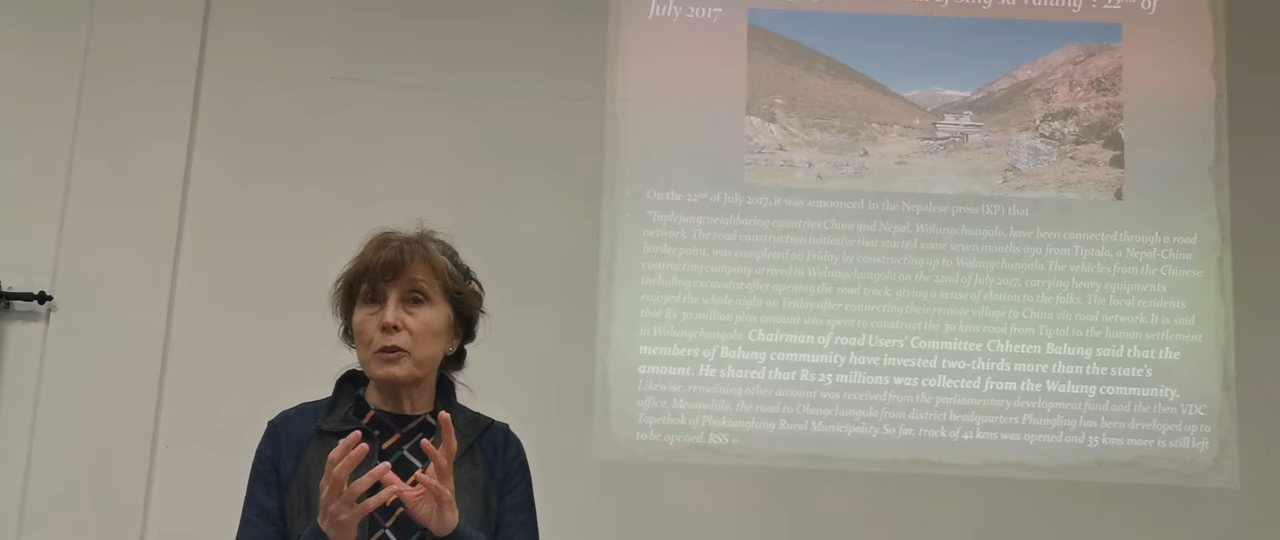 of Sing sa Valung" : 22nd of
July 2017
On the 22nd of July 2017, it was announced in the Nepalese press (KP) that
"Taplejung: neighboring countries China and Nepal, Walungchungola, have been connected through a road
network. The road construction initiative that started some seven months ago from Tiptala, a Nepal-China
border point, was completed on Friday by constructing up to Walungchungola. The vehicles from the Chinese
contracting company arrived in Walungchungola on the 22nd of July 2017, carrying heavy equipments
including excavator after opening the road track, giving a sense of elation to the folks. The local residents
enjoyed the whole night on Friday after connecting their remote village to China via road network. It is said
that Rs 30 million plus amount was spent to construct the 30 kms road from Tiptal to the human settlement
in Walungchungola. Chairman of road Users' Committee Chheten Balung said that the
members of Balung community have invested two-thirds more than the state's
amount. He shared that Rs 25 millions was collected from the Walung community.
Likewise, remaining other amount was received from the parliamentary development fund and the then VDC
office. Meanwhile, the road to Olangchungola from district headquarters Phungling has been developed up to
Tapethok of Phaktanglung Rural Municipality. So far, track of 41 kms was opened and 35 kms more is still left
to be opened. RSS »